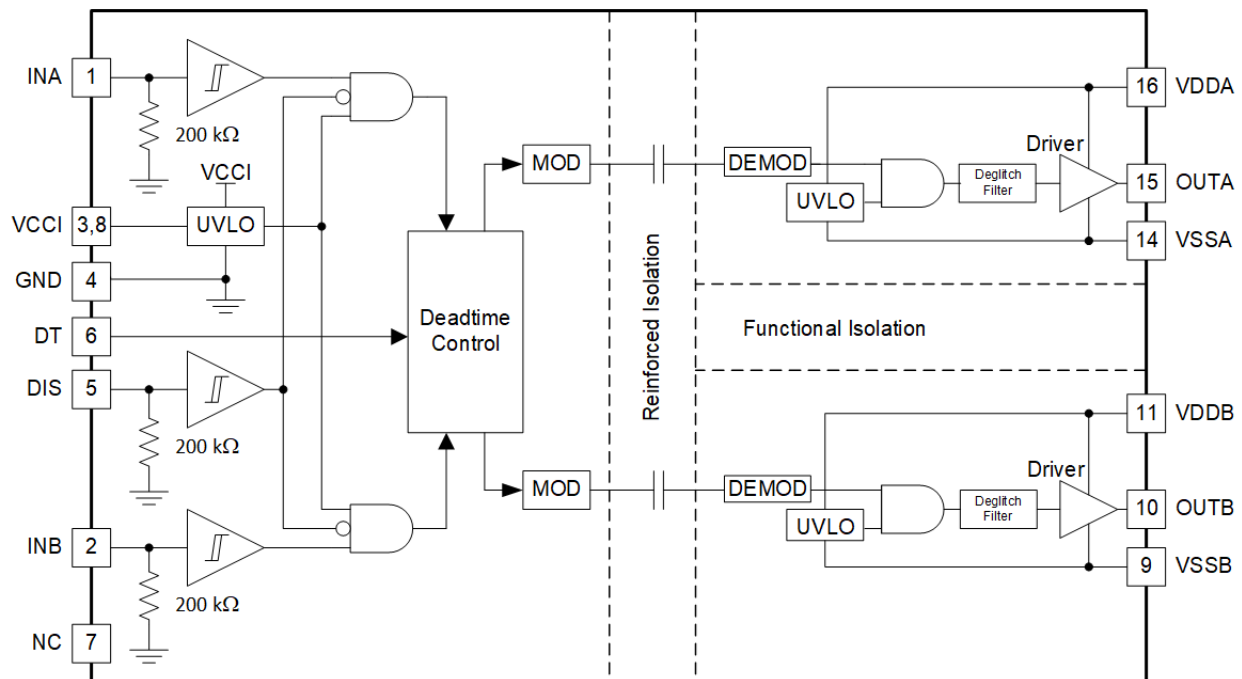 INA 1
200 kΩ
VCCI
VCCI 3,8 UVLO
GND 4
DT 6
DIS 5
200 kΩ
INB 2
200 kΩ
NC 7
Deadtime
Control
MOD
MOD
Reinforced Isolation
Functional Isolation
DEMOD
UVLO
Deglitch
Filter
Driver
16 VDDA
15 OUTA
14 VSSA
DEMOD
UVLO
Deglitch
Filter
Driver
11 VDDB
10 OUTB
9 VSSB